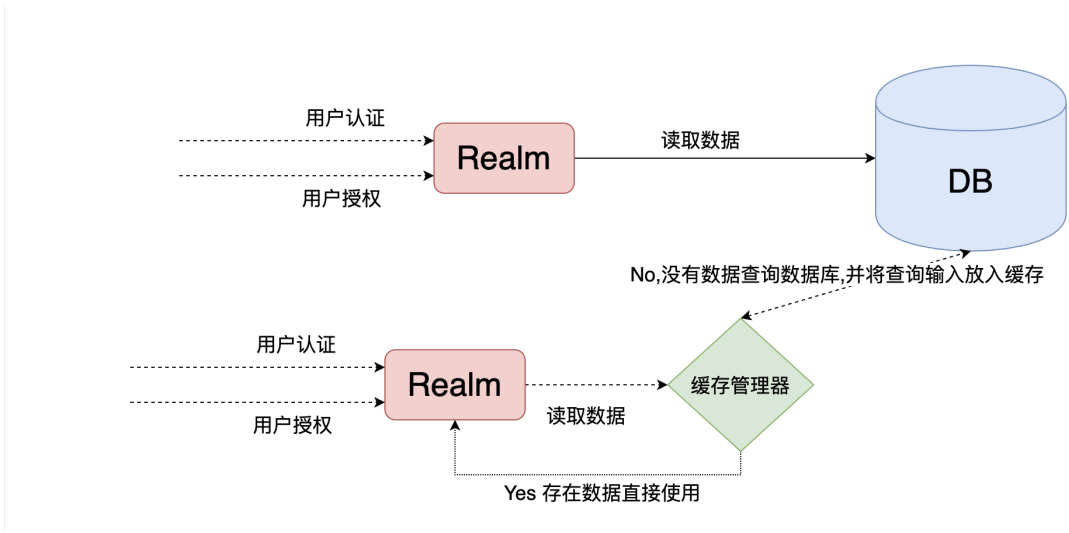 用户认证
Realm
读取数据
用户授权
DB
No,没有数据查询数据库,并将查询输入放入缓存
用户认证
Realm
缓存管理器
用户授权
读取数据
Yes 存在数据直接使用